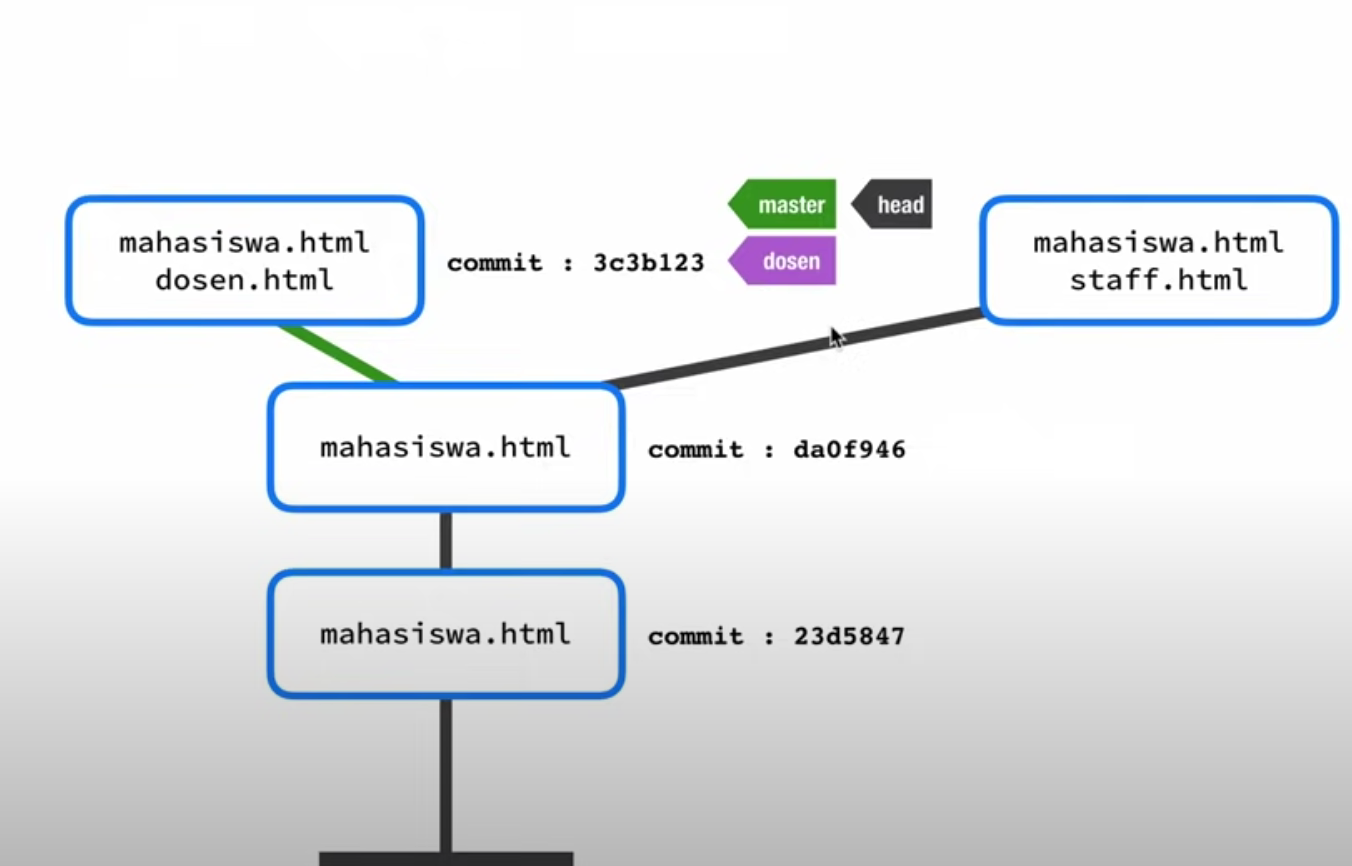 master
head
mahasiswa.html
dosen.html
commit : 3c3b123
dosen
mahasiswa.html
staff.html
mahasiswa.html
commit : da0f946
mahasiswa.html
commit : 23d5847